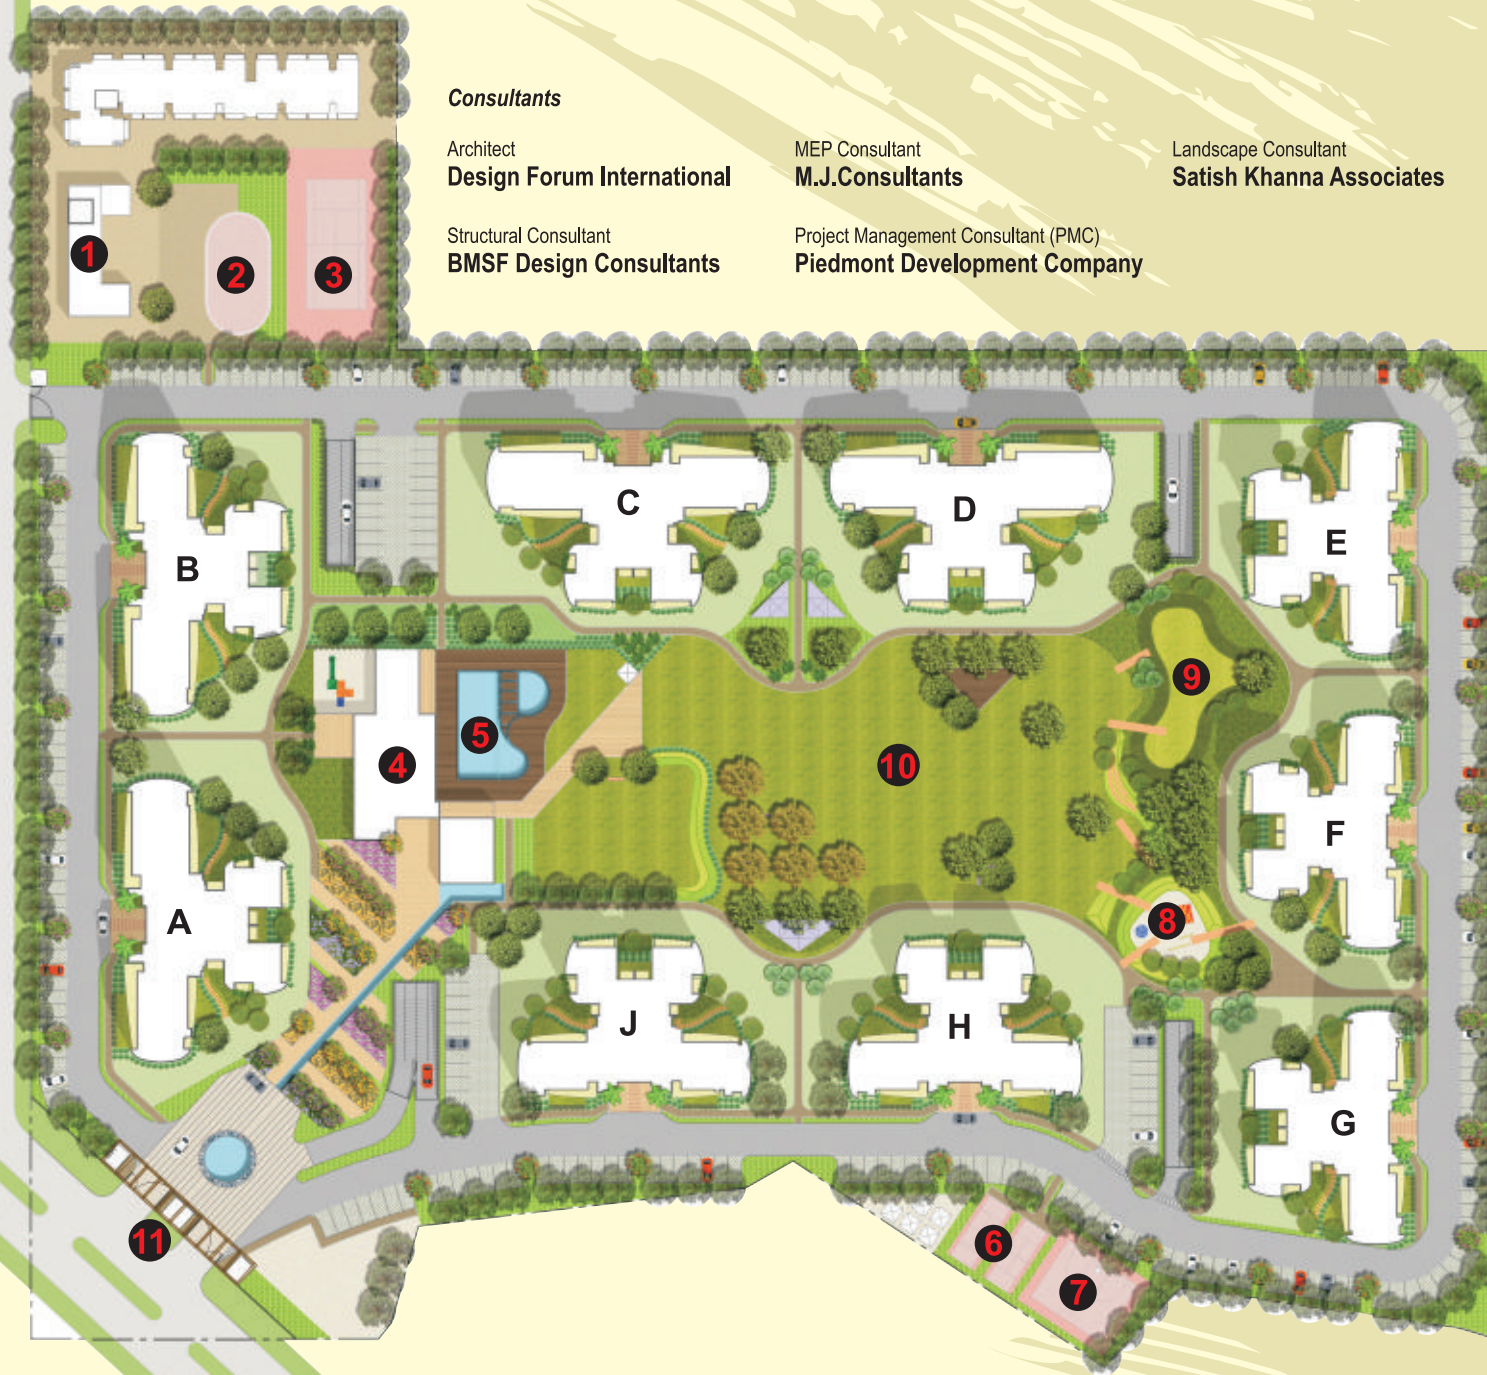 Consultants
Architect
Design Forum International
MEP Consultant
M.J.Consultants
Landscape Consultant
Satish Khanna Associates
Structural Consultant
BMSF Design Consultants
Project Management Consultant (PMC)
Piedmont Development Company
1
2
3
B
C
D
E
4
5
9
10
F
A
8
J
H
G
11
6
7